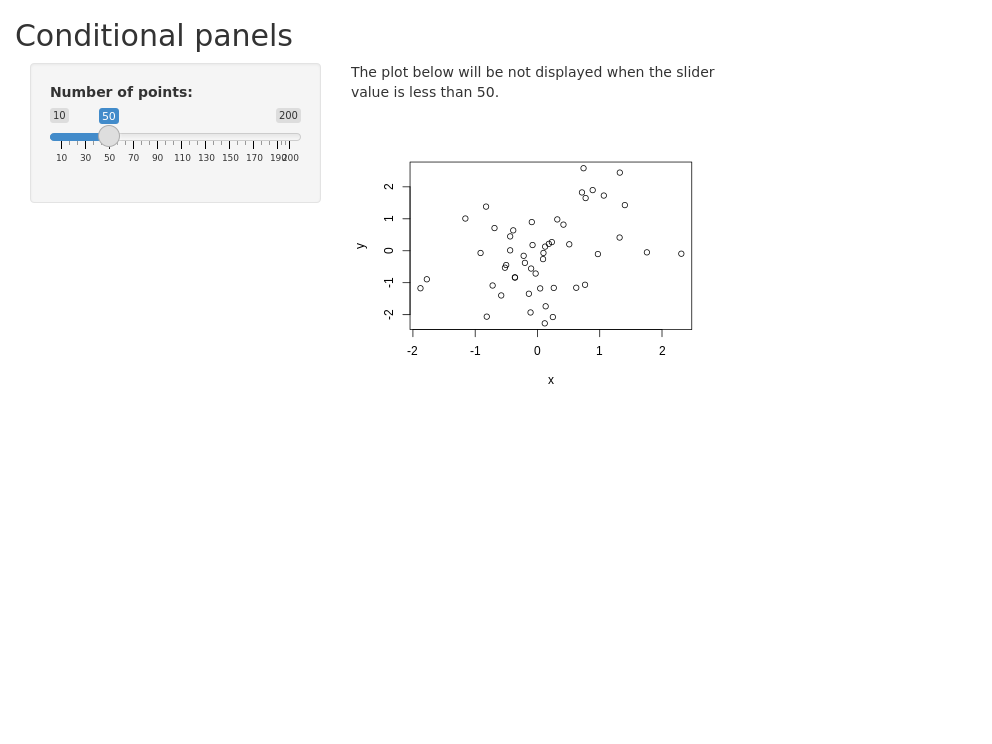 Conditional panels
Number of points:
10 50 200
10 30 50 70 90 110 130 150 170 190 200
The plot below will be not displayed when the slider
value is less than 50.
2
1
0
-1
-2
y
-2 -1 0 1 2
x